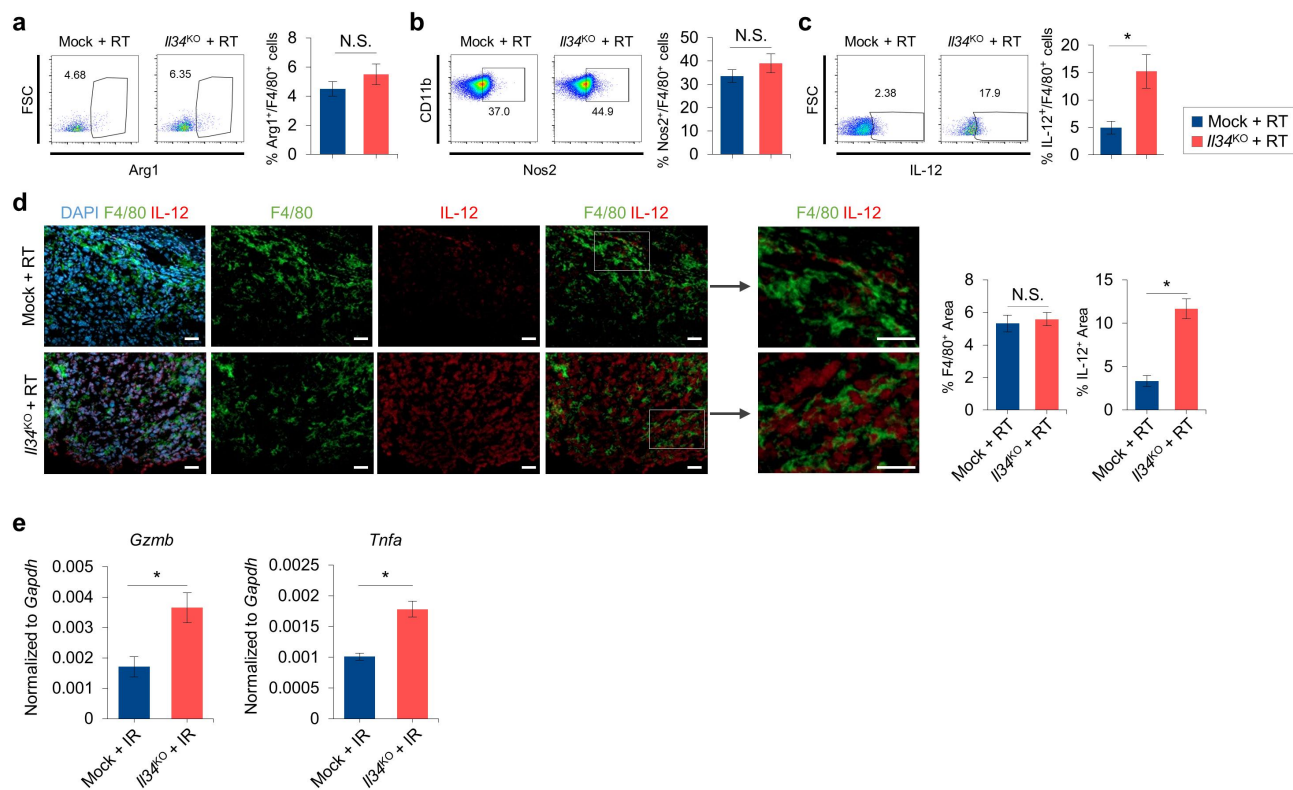 a
Mock + RT
Il34KO + RT
4.68
6.35
FSC
Arg1
% Arg1+/F4/80+ cells
8
6
4
2
0
N.S.
b
Mock + RT
Il34KO + RT
37.0
44.9
CD11b
Nos2
% Nos2+/F4/80+ cells
50
40
30
20
10
0
N.S.
c
Mock + RT
Il34KO + RT
2.38
17.9
FSC
IL-12
% IL-12+/F4/80+ cells
20
15
10
5
0
*
Mock + RT
Il34KO + RT
d
DAPI F4/80 IL-12
F4/80
IL-12
F4/80 IL-12
F4/80 IL-12
Mock + RT
Il34KO + RT
% F4/80+ Area
8
6
4
2
0
N.S.
Mock + RT
Il34KO + RT
% IL-12+ Area
15
10
5
0
*
Mock + RT
Il34KO + RT
e
Gzmb
Normalized to Gapdh
0.005
0.004
0.003
0.002
0.001
0
*
Mock + IR
Il34KO + IR
Tnfa
Normalized to Gapdh
0.0025
0.002
0.0015
0.001
0.0005
0
*
Mock + IR
Il34KO + IR